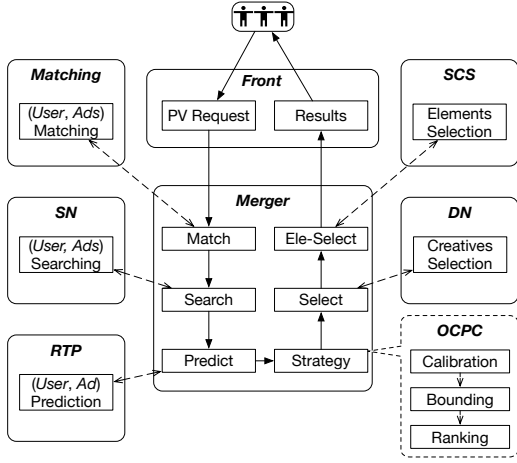 Matching
(User, Ads)
Matching
Front
PV Request
Results
SCS
Elements
Selection
SN
(User, Ads)
Searching
Merger
Match
Ele-Select
Search
Select
Predict
Strategy
DN
Creatives
Selection
RTP
(User, Ad)
Prediction
OCPC
Calibration
Bounding
Ranking